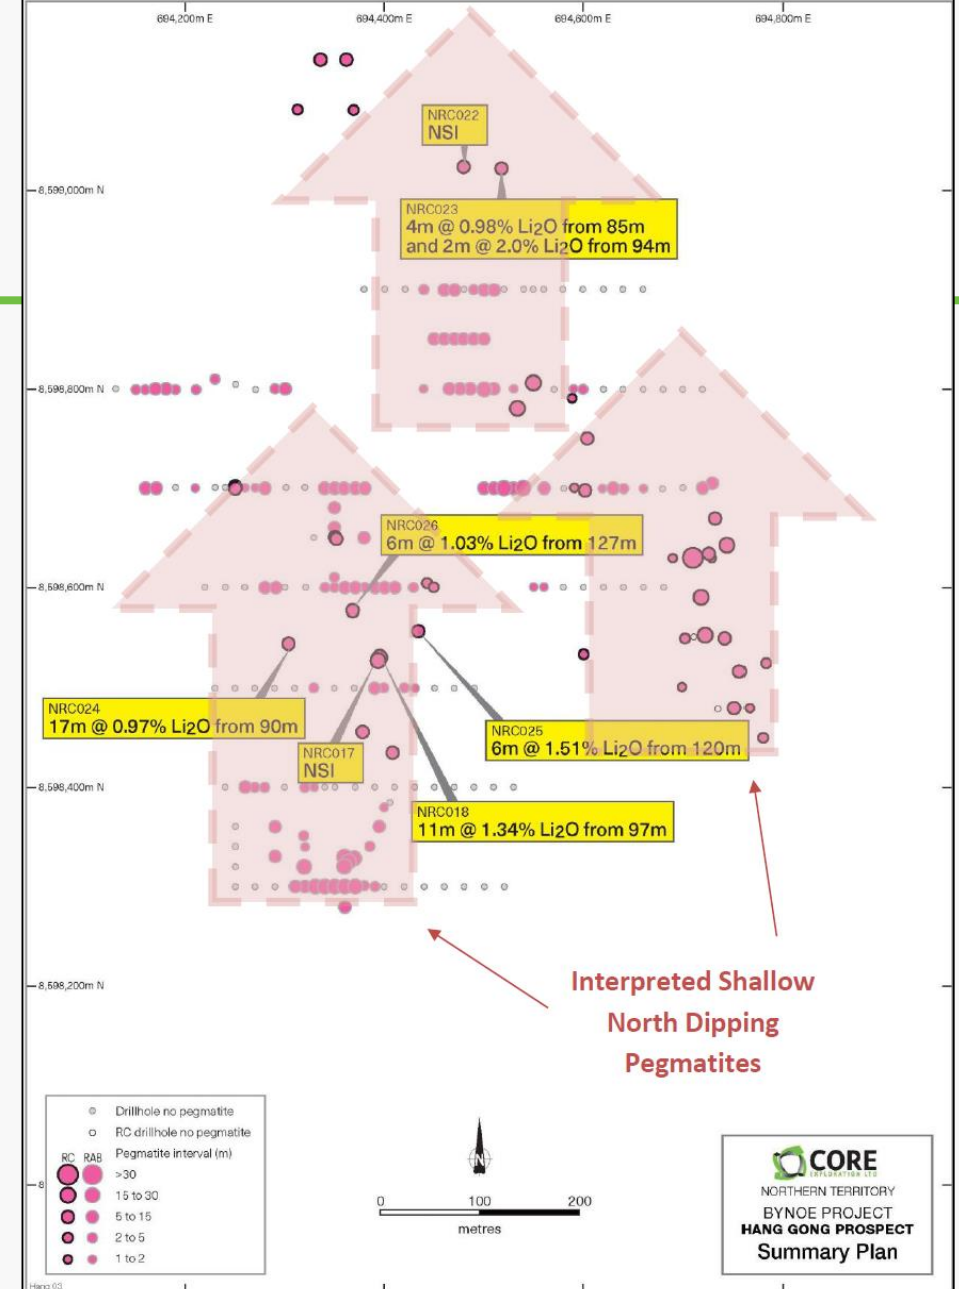 694,200m E
694,400m E
694,600m E
694,800m E
8,599,000m N
8,598,800m N
8,598,600m N
8,598,400m N
8,598,200m N
8
NRC022
NSI
NRC023
4m @ 0.98% Li2O from 85m
and 2m @ 2.0% Li2O from 94m
NRC026
6m @ 1.03% Li2O from 127m
NRC024
17m @ 0.97% Li2O from 90m
NRC017
NSI
NRC025
6m @ 1.51% Li2O from 120m
NRC018
11m @ 1.34% Li2O from 97m
Interpreted Shallow
North Dipping
Pegmatites
Drillhole no pegmatite
RC drillhole no pegmatite
RC RAB Pegmatite interval (m)
>30
15 to 30
5 to 15
2 to 5
1 to 2
N
0 100 200
metres
CORE
EXPLORATION LTD
NORTHERN TERRITORY
BYNOE PROJECT
HANG GONG PROSPECT
Summary Plan
Hang 03